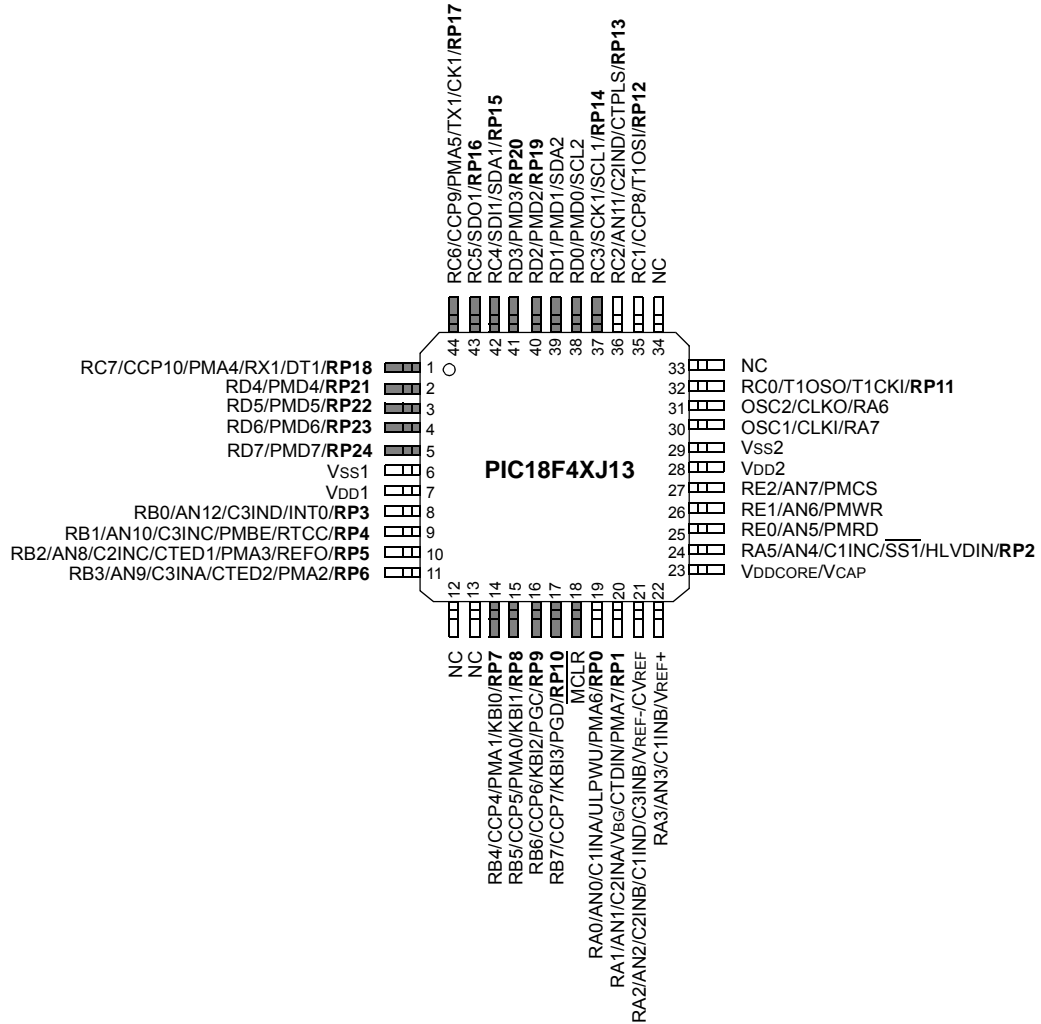 RC6/CCP9/PMA5/TX1/CK1/RP17
RC5/SDO1/RP16
RC4/SDI1/SDA1/RP15
RD3/PMD3/RP20
RD2/PMD2/RP19
RD1/PMD1/SDA2
RD0/PMD0/SCL2
RC3/SCK1/SCL1/RP14
RC2/AN11/C2IND/CTPLS/RP13
RC1/CCP8/T1OSI/RP12
NC
44
43
42
41
40
39
38
37
36
35
34
RC7/CCP10/PMA4/RX1/DT1/RP18 1
RD4/PMD4/RP21 2
RD5/PMD5/RP22 3
RD6/PMD6/RP23 4
RD7/PMD7/RP24 5
VSS1 6
VDD1 7
RB0/AN12/C3IND/INT0/RP3 8
RB1/AN10/C3INC/PMBE/RTCC/RP4 9
RB2/AN8/C2INC/CTED1/PMA3/REFO/RP5 10
RB3/AN9/C3INA/CTED2/PMA2/RP6 11
PIC18F4XJ13
33 NC
32 RC0/T1OSO/T1CKI/RP11
31 OSC2/CLKO/RA6
30 OSC1/CLKI/RA7
29 VSS2
28 VDD2
27 RE2/AN7/PMCS
26 RE1/AN6/PMWR
25 RE0/AN5/PMRD
24 RA5/AN4/C1INC/SS1/HLVDIN/RP2
23 VDDCORE/VCAP
12
13
14
15
16
17
18
19
20
21
22
NC
NC
RB4/CCP4/PMA1/KBI0/RP7
RB5/CCP5/PMA0/KBI1/RP8
RB6/CCP6/KBI2/PGC/RP9
RB7/CCP7/KBI3/PGD/RP10
MCLR
RA0/AN0/C1INA/ULPWU/PMA6/RP0
RA1/AN1/C2INA/VBG/CTDIN/PMA7/RP1
RA2/AN2/C2INB/C1IND/C3INB/VREF-/CVREF
RA3/AN3/C1INB/VREF+